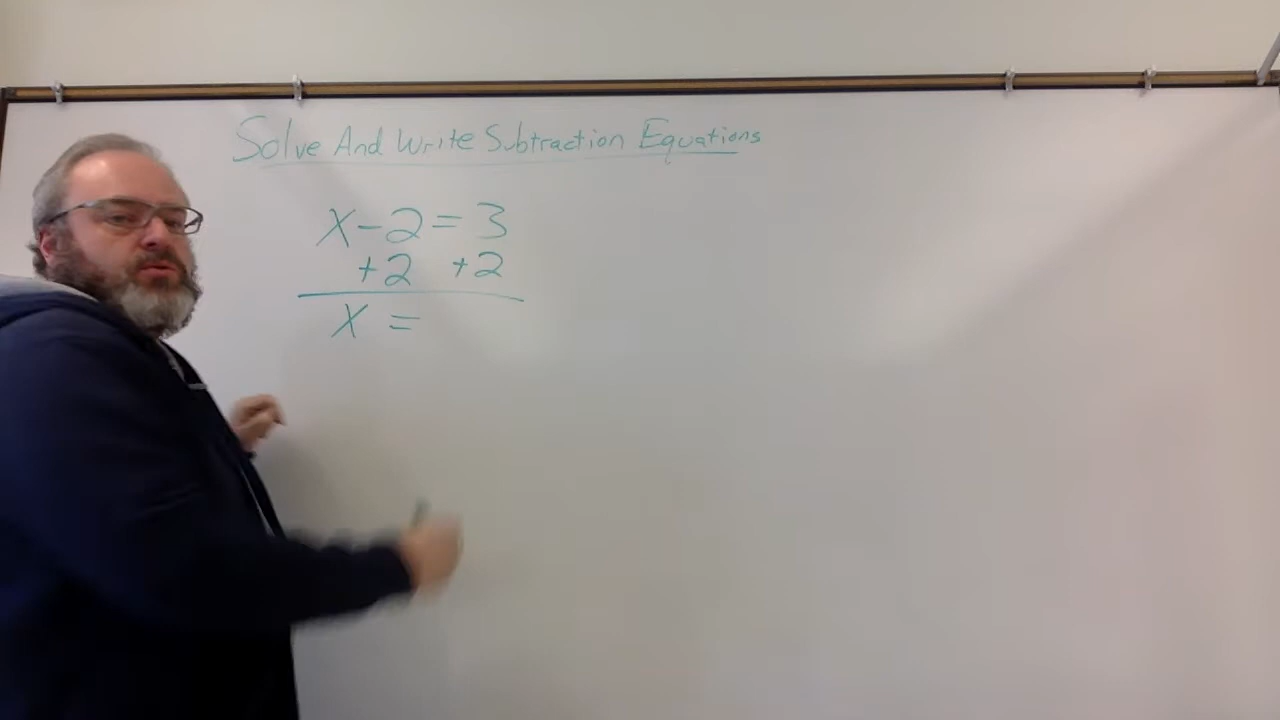 Solve And Write Subtraction Equations
x - 2 = 3
+2 +2
x =